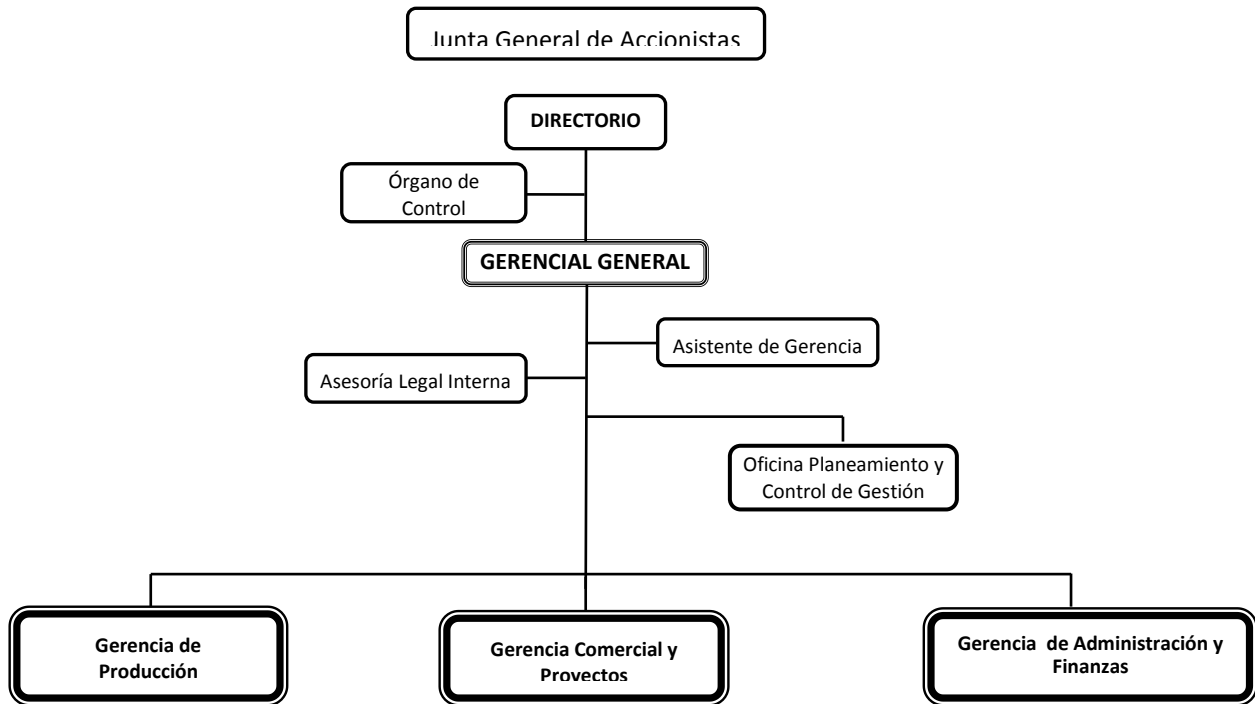 Junta General de Accionistas
DIRECTORIO
Órgano de
Control
GERENCIAL GENERAL
Asistente de Gerencia
Asesoría Legal Interna
Oficina Planeamiento y
Control de Gestión
Gerencia de
Producción
Gerencia Comercial y
Proyectos
Gerencia de Administración y
Finanzas